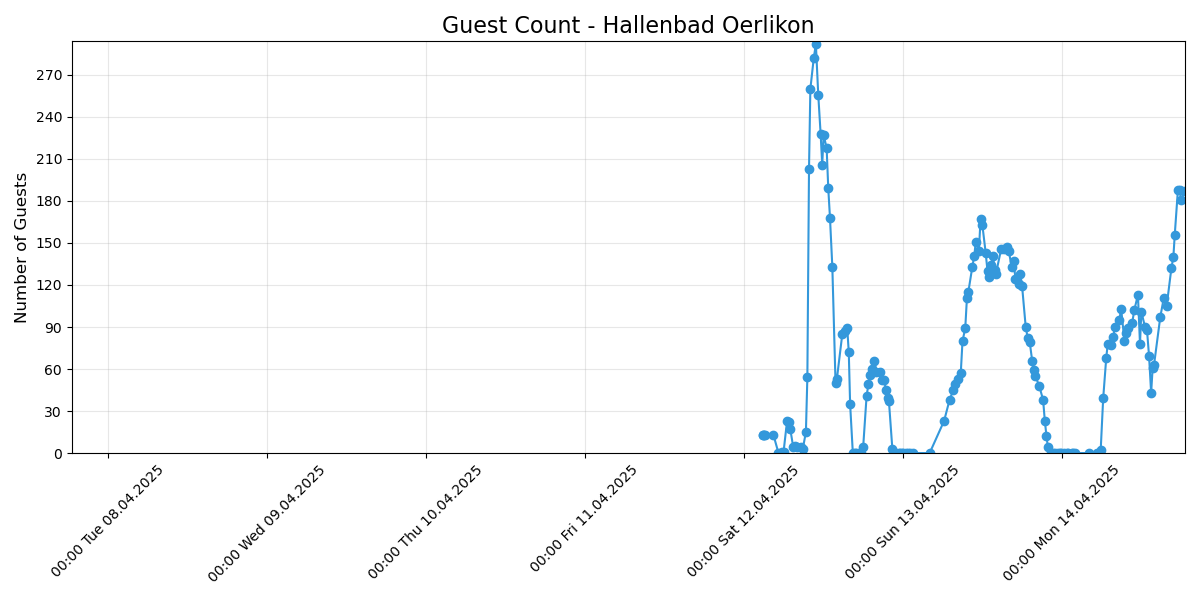 Guest Count - Hallenbad Oerlikon
Number of Guests
270
240
210
180
150
120
90
60
30
0
00:00 Tue 08.04.2025
00:00 Wed 09.04.2025
00:00 Thu 10.04.2025
00:00 Fri 11.04.2025
00:00 Sat 12.04.2025
00:00 Sun 13.04.2025
00:00 Mon 14.04.2025